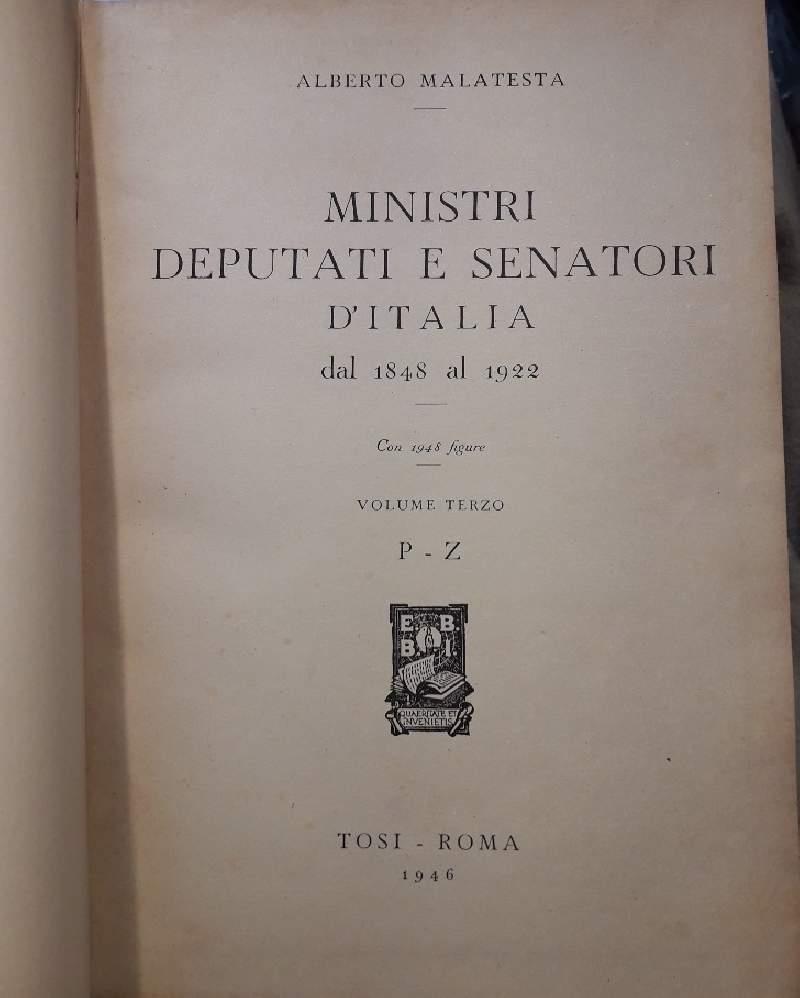 ALBERTO MALATESTA
MINISTRI
DEPUTATI E SENATORI
D'ITALIA
dal 1848 al 1922
Con 1948 figure
VOLUME TERZO
P - Z
E. B.
B. I.
QUAERITATE ET
INVENIETIS
TOSI - ROMA
1946